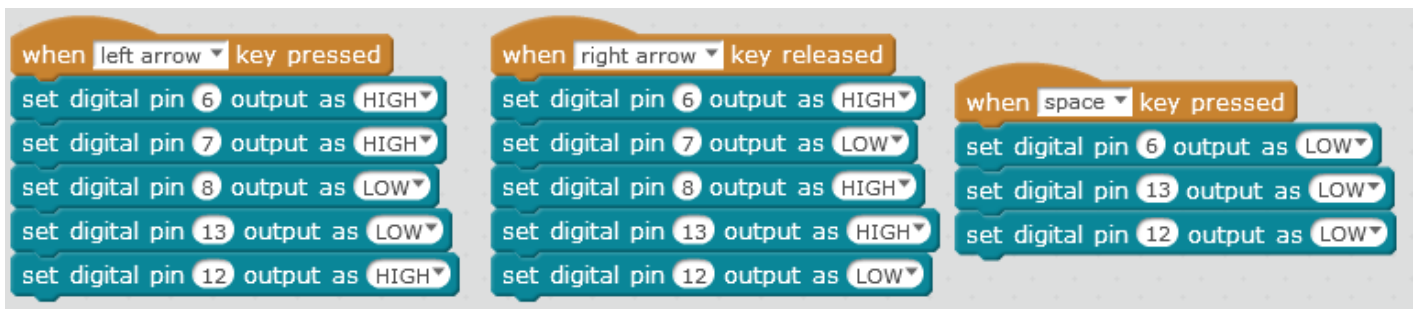 when left arrow key pressed
set digital pin 6 output as HIGH
set digital pin 7 output as HIGH
set digital pin 8 output as LOW
set digital pin 13 output as LOW
set digital pin 12 output as HIGH
when right arrow key released
set digital pin 6 output as HIGH
set digital pin 7 output as LOW
set digital pin 8 output as HIGH
set digital pin 13 output as HIGH
set digital pin 12 output as LOW
when space key pressed
set digital pin 6 output as LOW
set digital pin 13 output as LOW
set digital pin 12 output as LOW